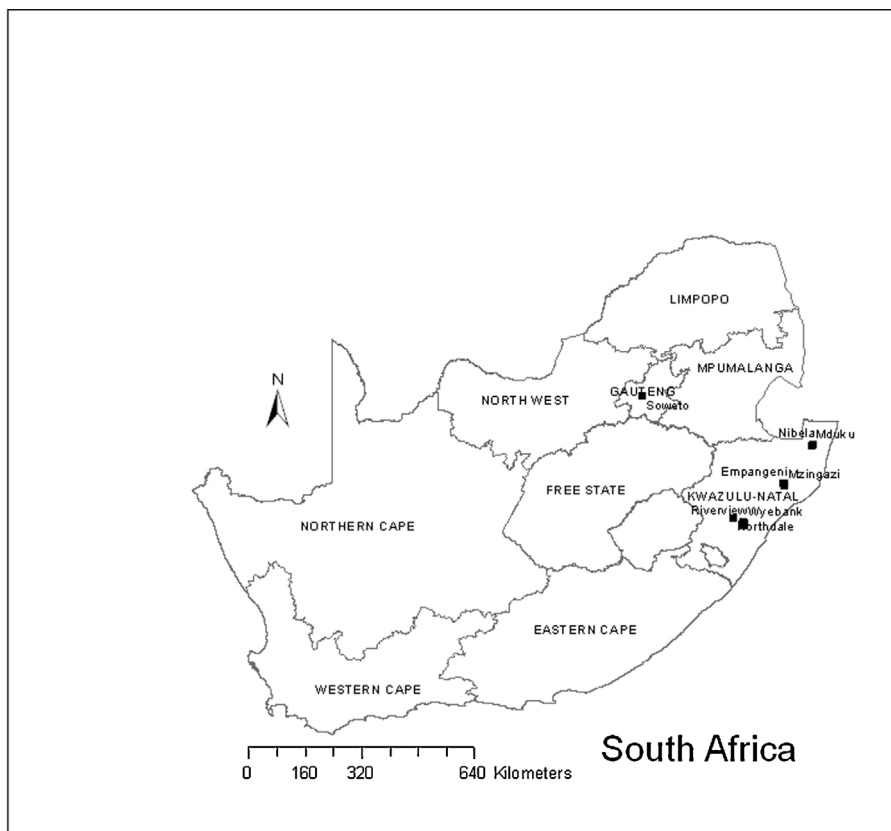 LIMPOPO
MPUMALANGA
N
NORTH WEST
GAUTENG
Soweto
Nibela Mduku
Empangeni Mzingazi
FREE STATE
KWAZULU-NATAL
Riverview Wyebank
Northdale
NORTHERN CAPE
EASTERN CAPE
WESTERN CAPE
South Africa
0 160 320 640 Kilometers